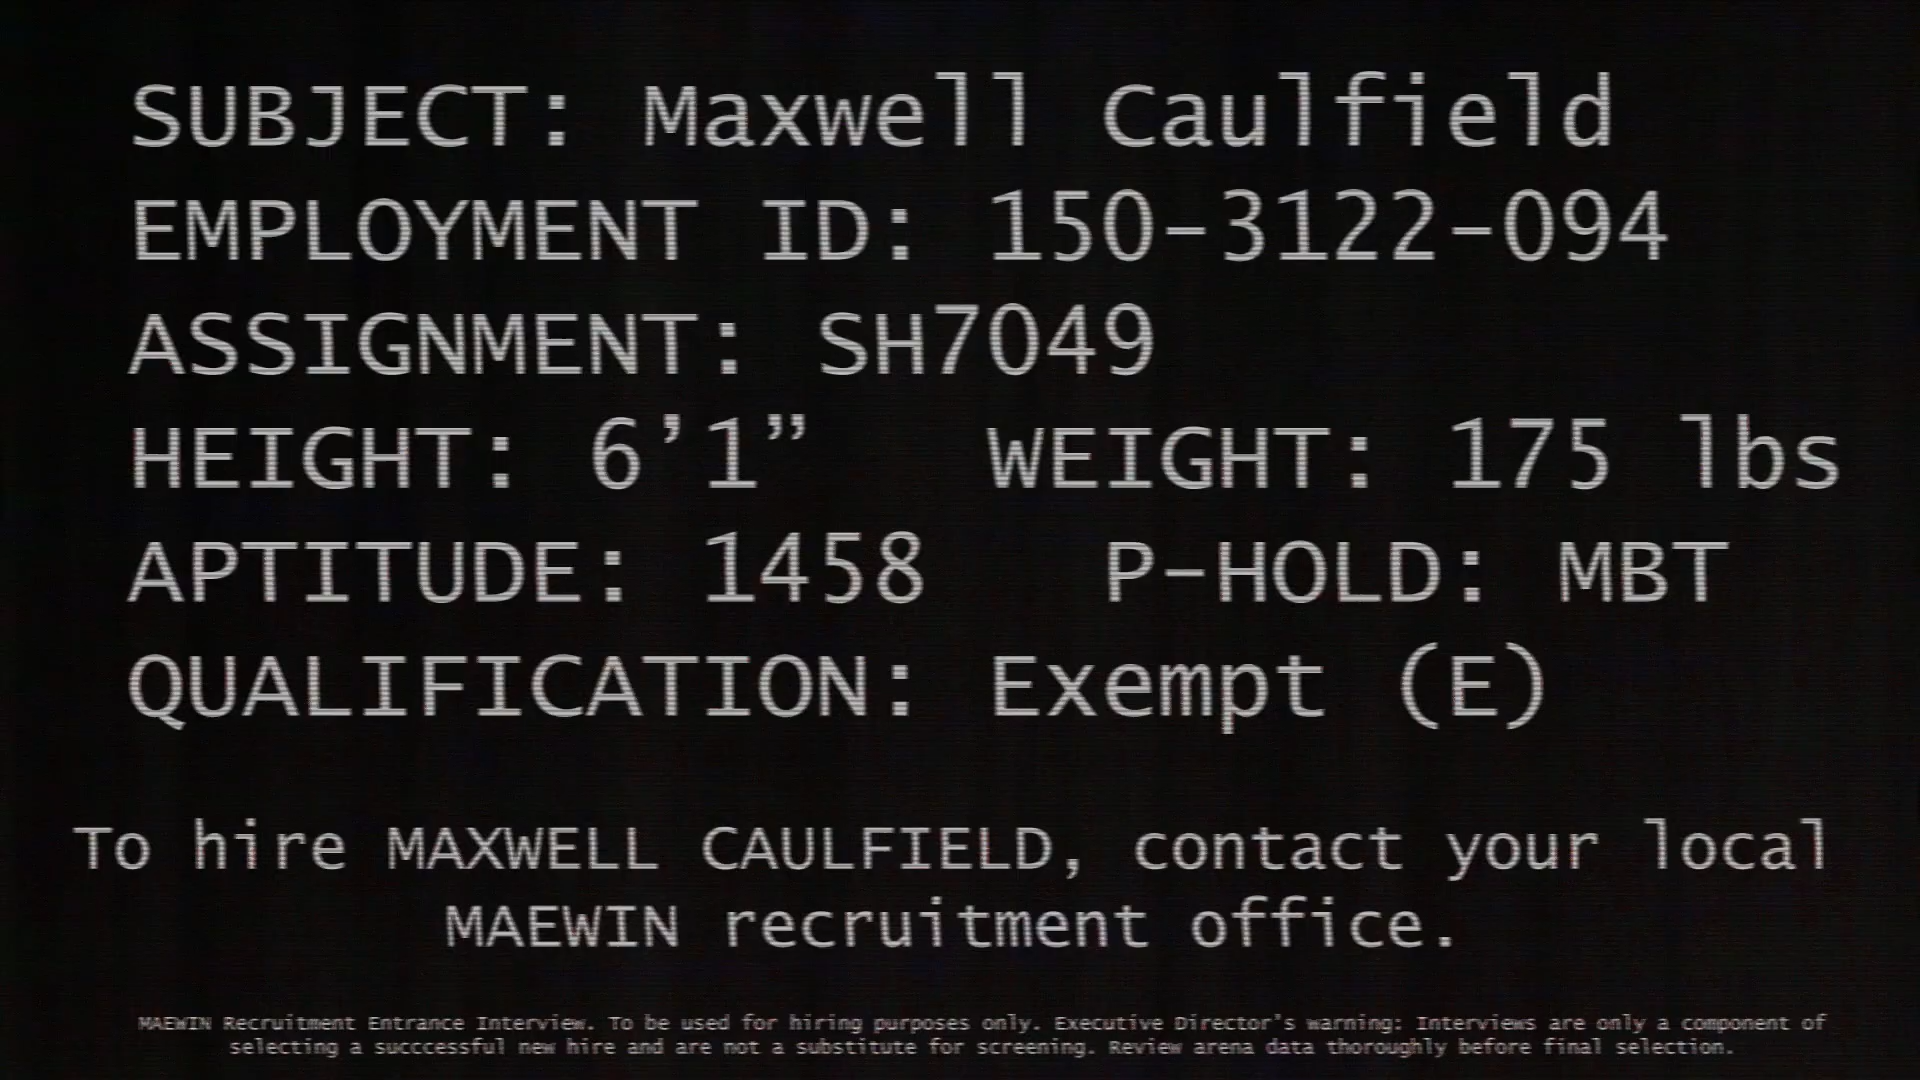 SUBJECT: Maxwell Caulfield
EMPLOYMENT ID: 150-3122-094
ASSIGNMENT: SH7049
HEIGHT: 6’1” WEIGHT: 175 lbs
APTITUDE: 1458 P-HOLD: MBT
QUALIFICATION: Exempt (E)
To hire MAXWELL CAULFIELD, contact your local
MAEWIN recruitment office.
MAEWIN Recruitment Entrance Interview. To be used for hiring purposes only. Executive Director's warning: Interviews are only a component of
selecting a succcessful new hire and are not a substitute for screening. Review arena data thoroughly before final selection.